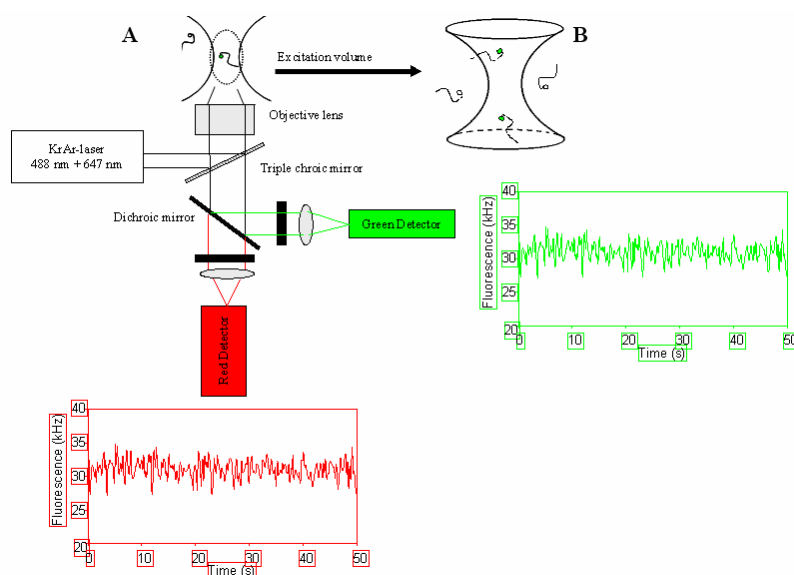 A
B
Excitation volume
Objective lens
KrAr-laser
488 nm + 647 nm
Triple chroic mirror
Dichroic mirror
Green Detector
Red Detector
40
35
30
25
20
Fluorescence (kHz)
0
10
20
30
40
50
Time (s)
40
35
30
25
20
Fluorescence (kHz)
0
10
20
30
40
50
Time (s)